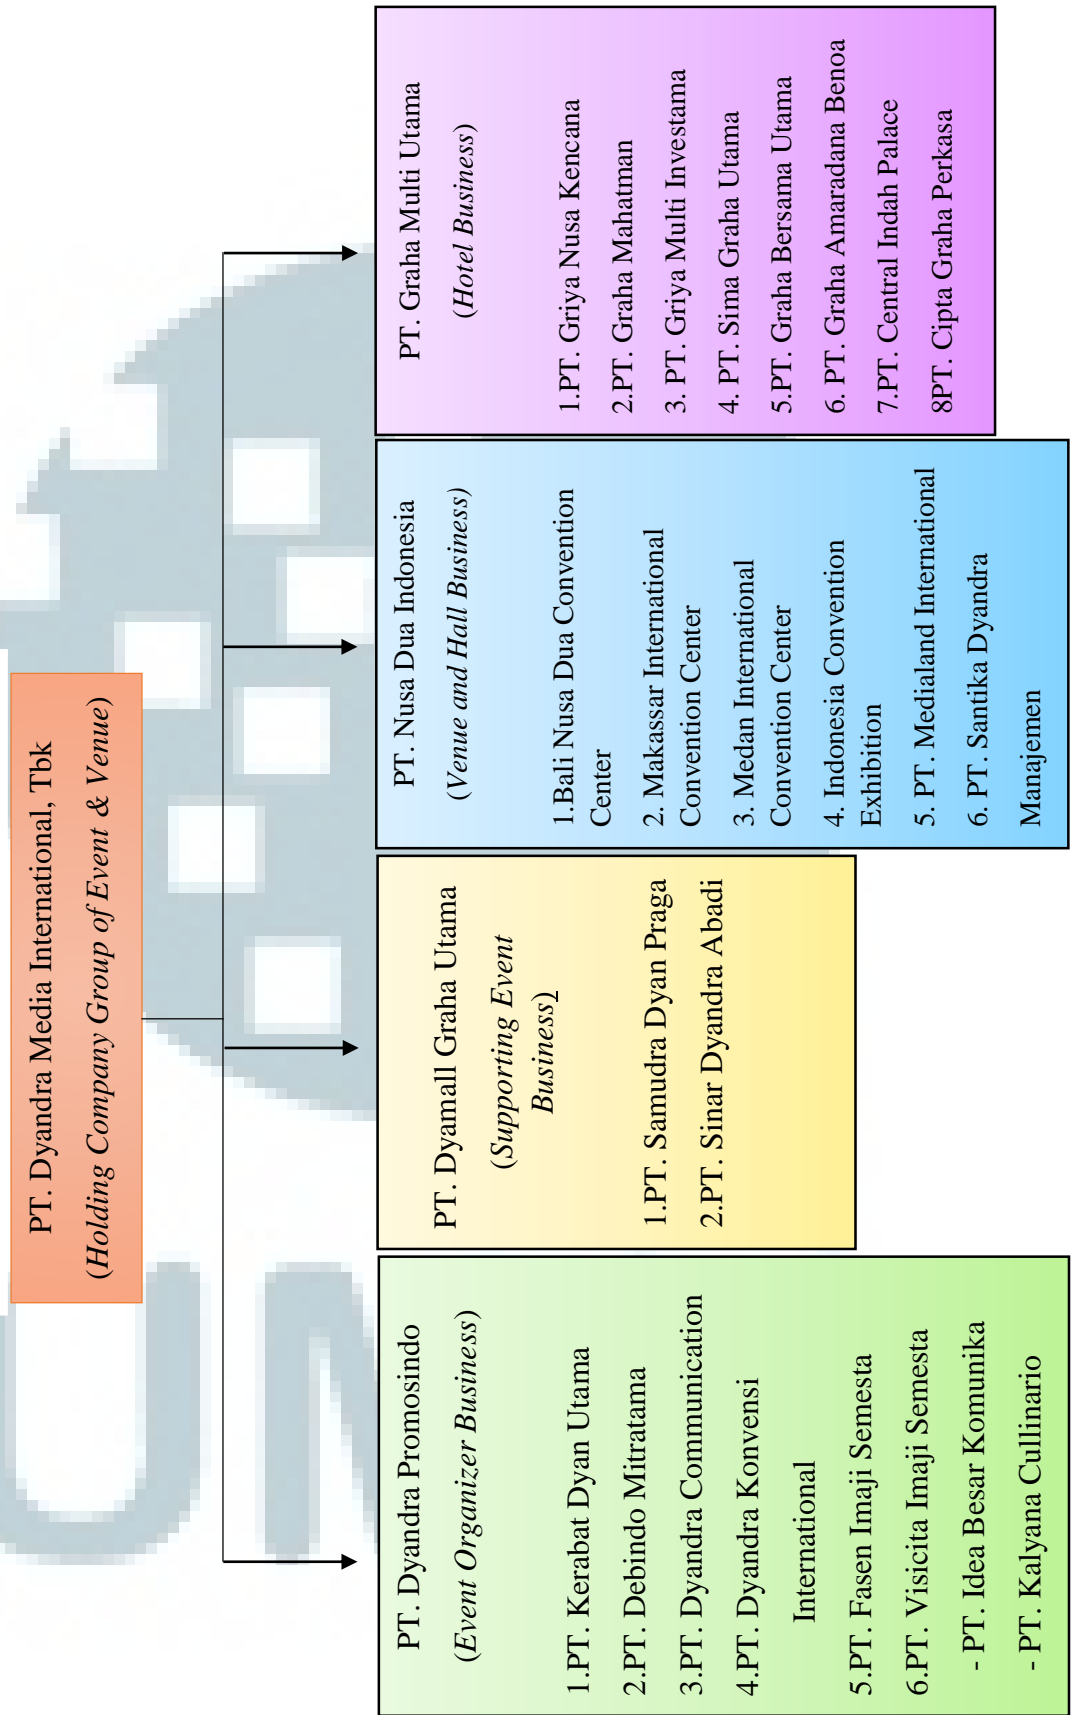 PT. Dyandra Media International, Tbk
(Holding Company Group of Event & Venue)
PT. Dyandra Promosindo
(Event Organizer Business)
1.PT. Kerabat Dyan Utama
2.PT. Debindo Mitratama
3.PT. Dyandra Communication
4.PT. Dyandra Konvensi
International
5.PT. Fasen Imaji Semesta
6.PT. Visicita Imaji Semesta
- PT. Idea Besar Komunika
- PT. Kalyana Cullinario
PT. Dyamall Graha Utama
(Supporting Event
Business)
1.PT. Samudra Dyan Praga
2.PT. Sinar Dyandra Abadi
PT. Nusa Dua Indonesia
(Venue and Hall Business)
1.Bali Nusa Dua Convention
Center
2. Makassar International
Convention Center
3. Medan International
Convention Center
4. Indonesia Convention
Exhibition
5. PT. Medialand International
6. PT. Santika Dyandra
Manajemen
PT. Graha Multi Utama
(Hotel Business)
1.PT. Griya Nusa Kencana
2.PT. Graha Mahatman
3. PT. Griya Multi Investama
4. PT. Sima Graha Utama
5.PT. Graha Bersama Utama
6. PT. Graha Amaradana Benoa
7.PT. Central Indah Palace
8PT. Cipta Graha Perkasa